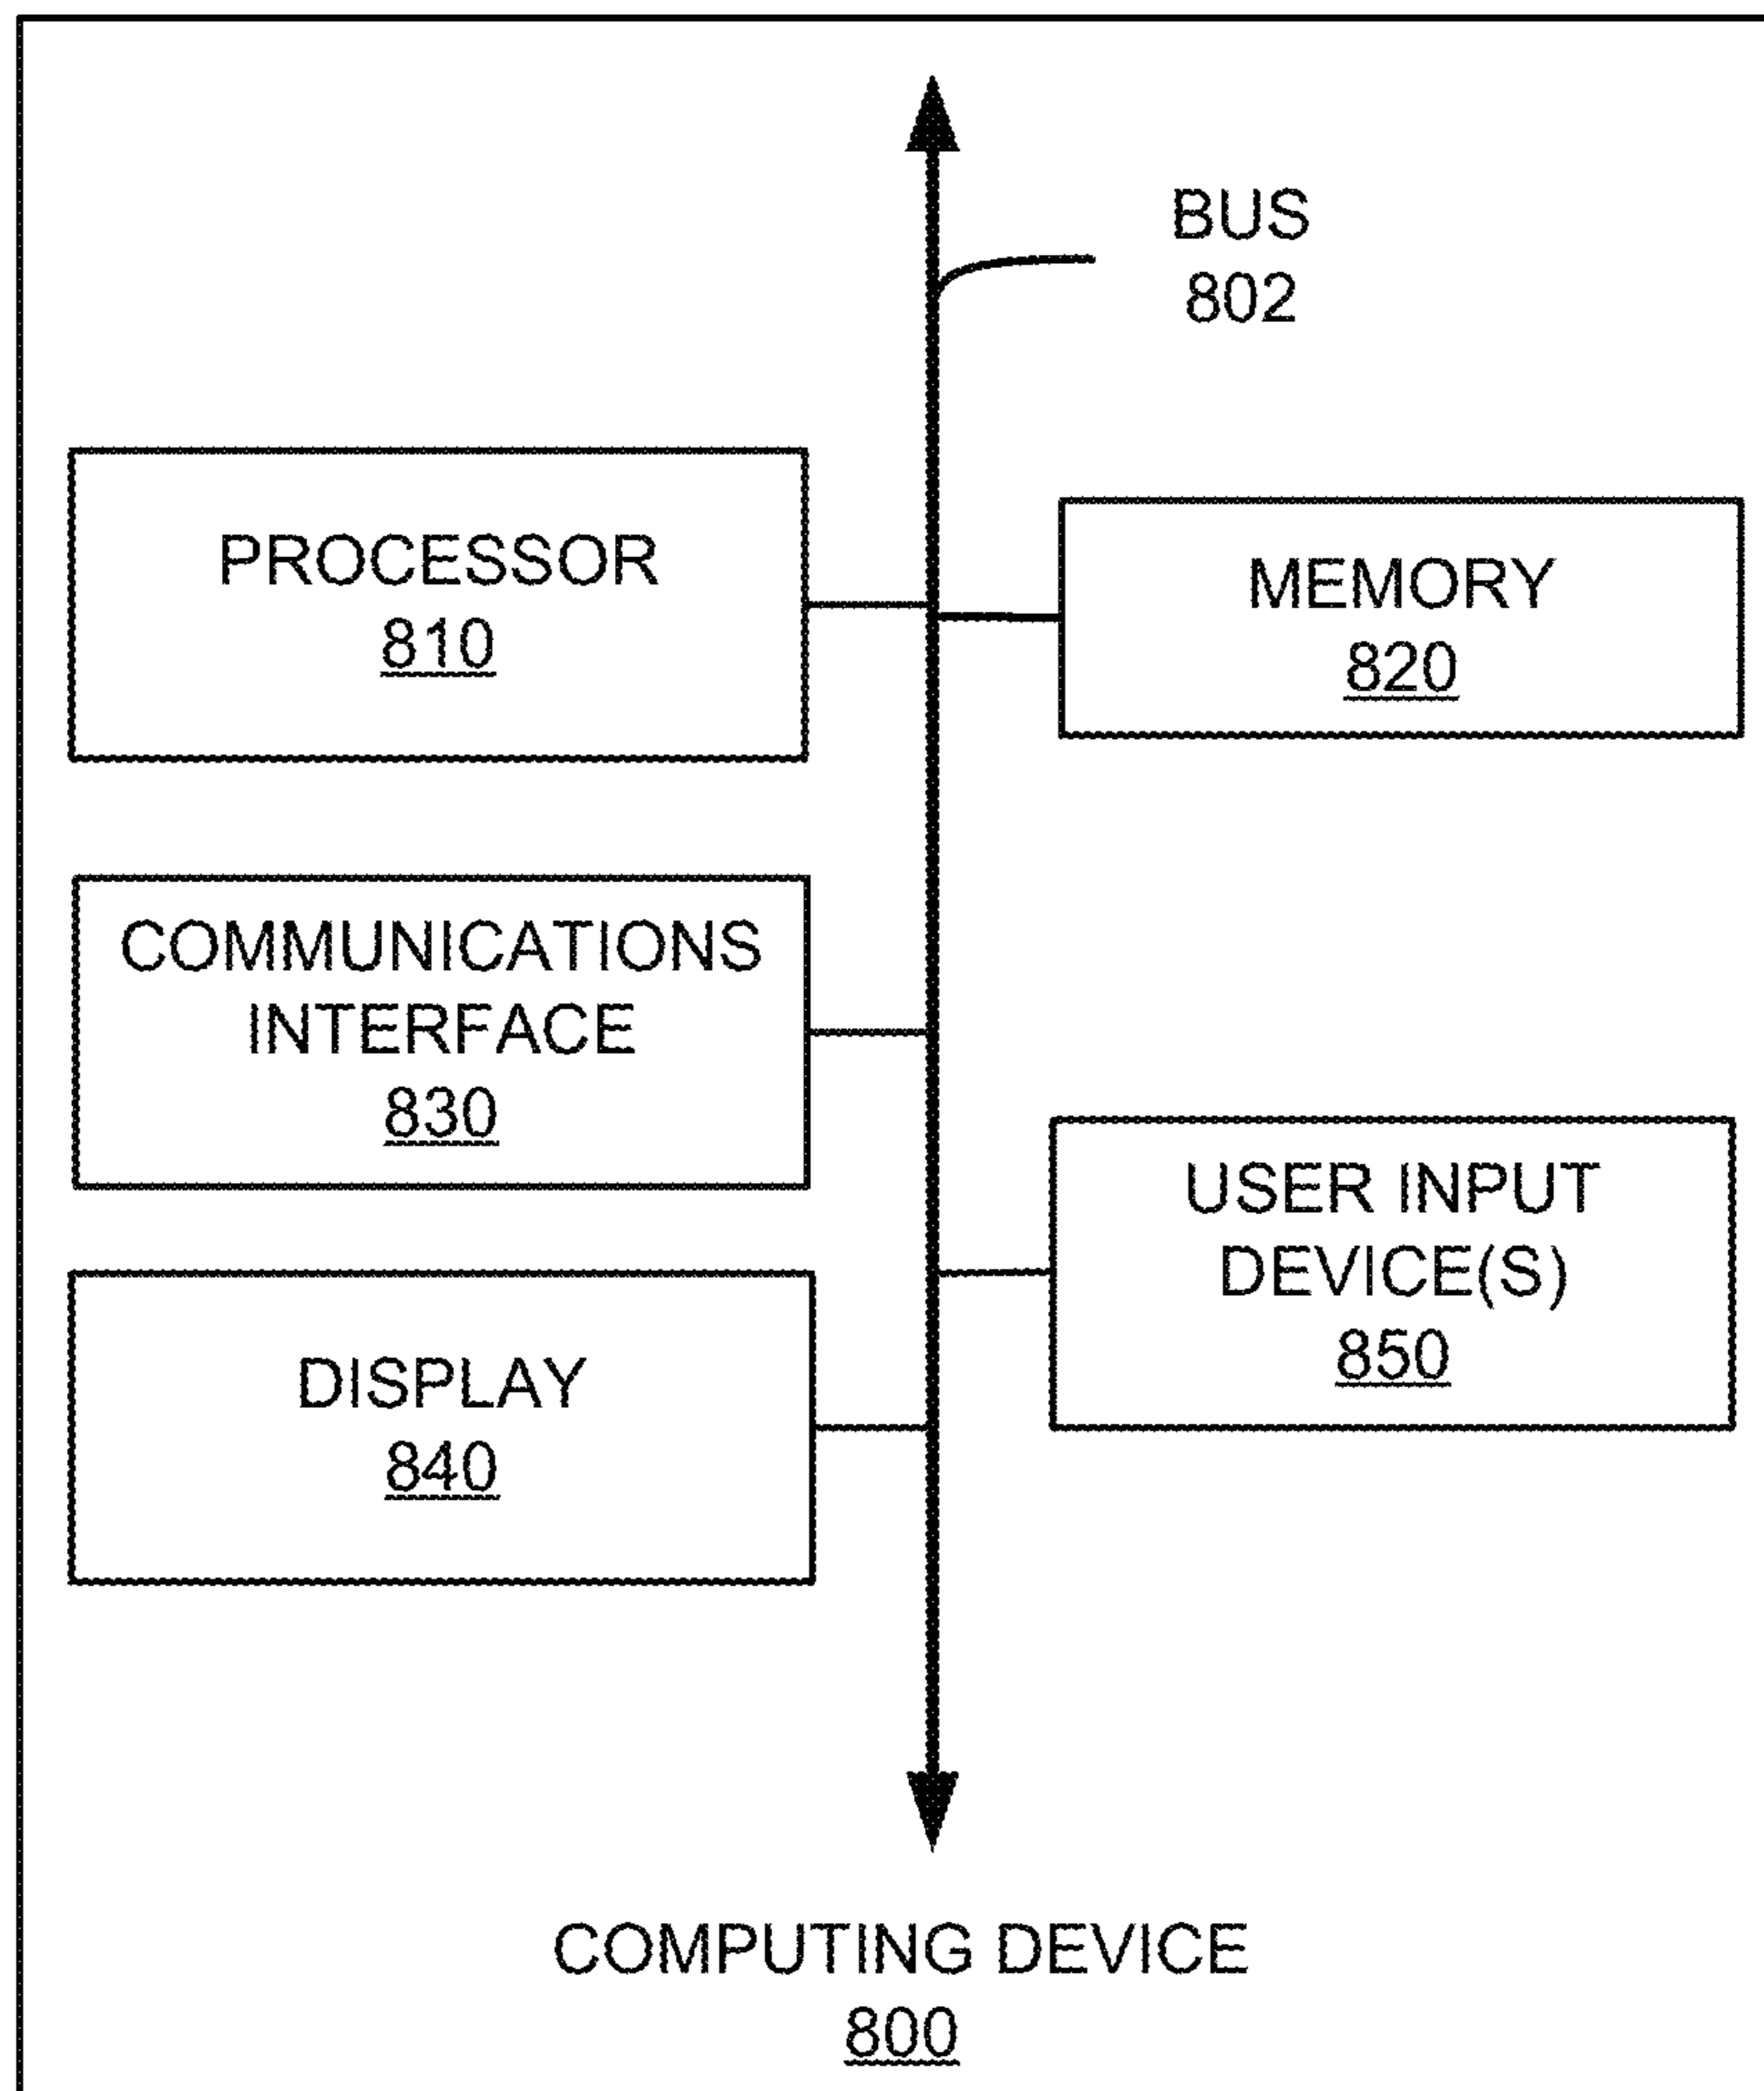 BUS
802
PROCESSOR
810
MEMORY
820
COMMUNICATIONS
INTERFACE
830
USER INPUT
DEVICE(S)
850
DISPLAY
840
COMPUTING DEVICE
800